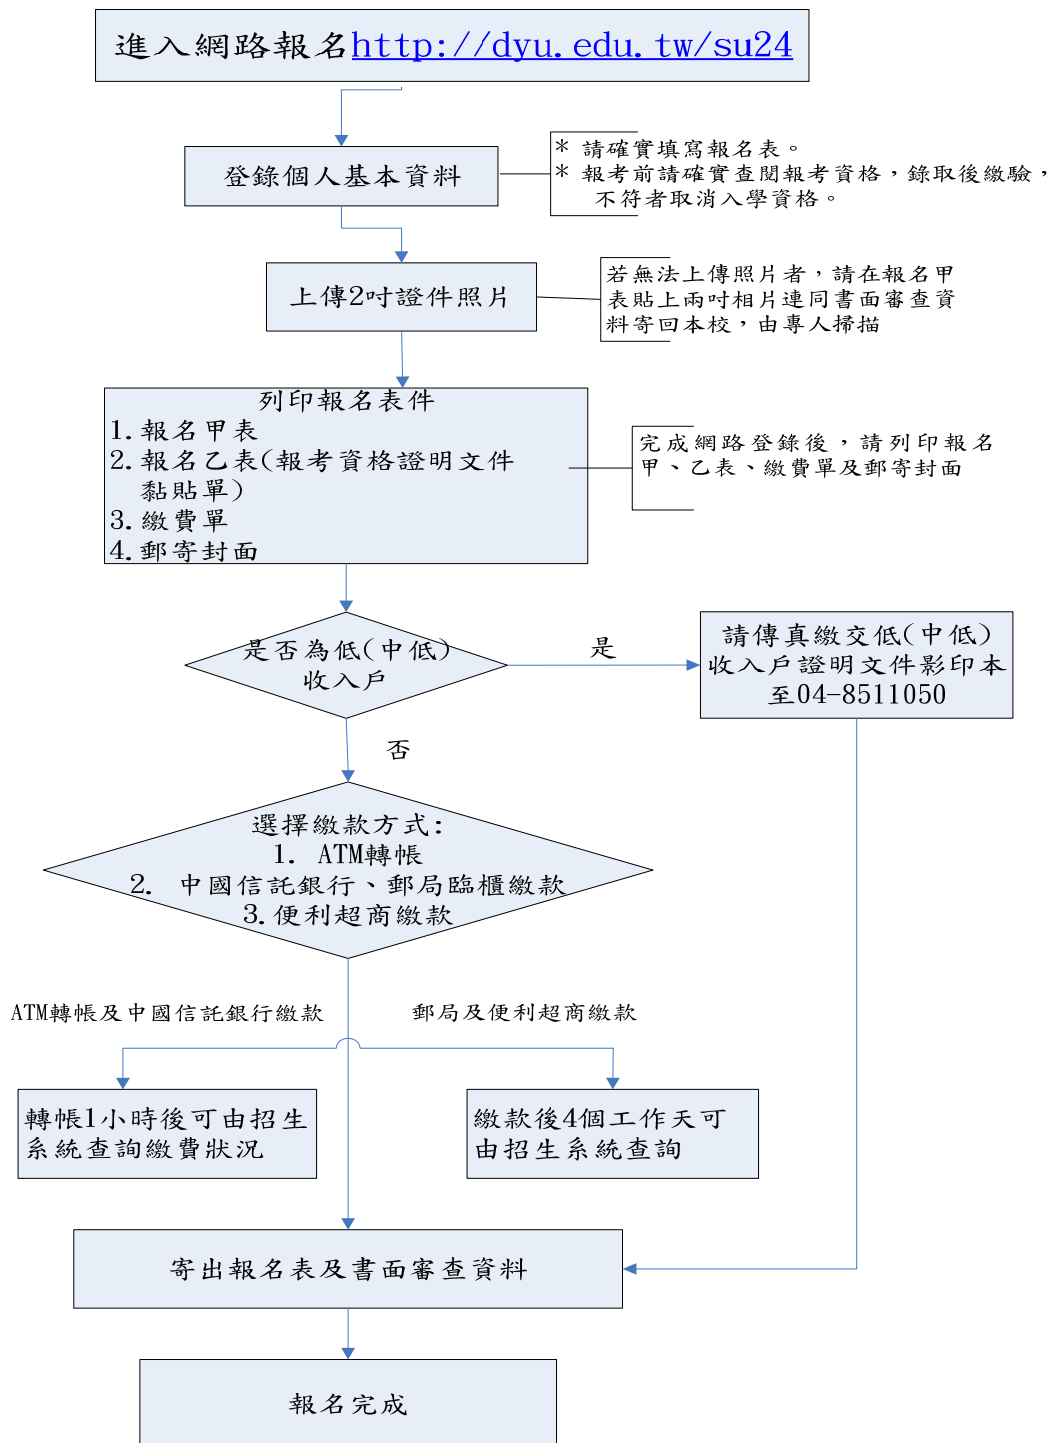 進入網路報名http://dyu.edu.tw/su24
登錄個人基本資料
* 請確實填寫報名表。
* 報考前請確實查閱報考資格，錄取後繳驗，
不符者取消入學資格。
上傳2吋證件照片
若無法上傳照片者，請在報名甲
表貼上兩吋相片連同書面審查資
料寄回本校，由專人掃描
列印報名表件
1.報名甲表
2.報名乙表(報考資格證明文件
黏貼單)
3.繳費單
4.郵寄封面
完成網路登錄後，請列印報名
甲、乙表、繳費單及郵寄封面
是否為低(中低)
收入戶
是
請傳真繳交低(中低)
收入戶證明文件影印本
至04-8511050
否
選擇繳款方式:
1. ATM轉帳
2. 中國信託銀行、郵局臨櫃繳款
3.便利超商繳款
ATM轉帳及中國信託銀行繳款
郵局及便利超商繳款
轉帳1小時後可由招生
系統查詢繳費狀況
繳款後4個工作天可
由招生系統查詢
寄出報名表及書面審查資料
報名完成